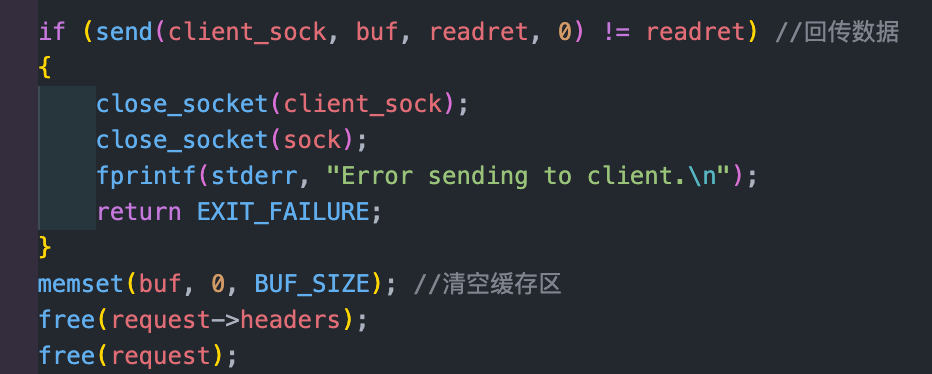 if (send(client_sock, buf, readret, 0) != readret) //回传数据
{
close_socket(client_sock);
close_socket(sock);
fprintf(stderr, "Error sending to client.\n");
return EXIT_FAILURE;
}
memset(buf, 0, BUF_SIZE); //清空缓存区
free(request->headers);
free(request);